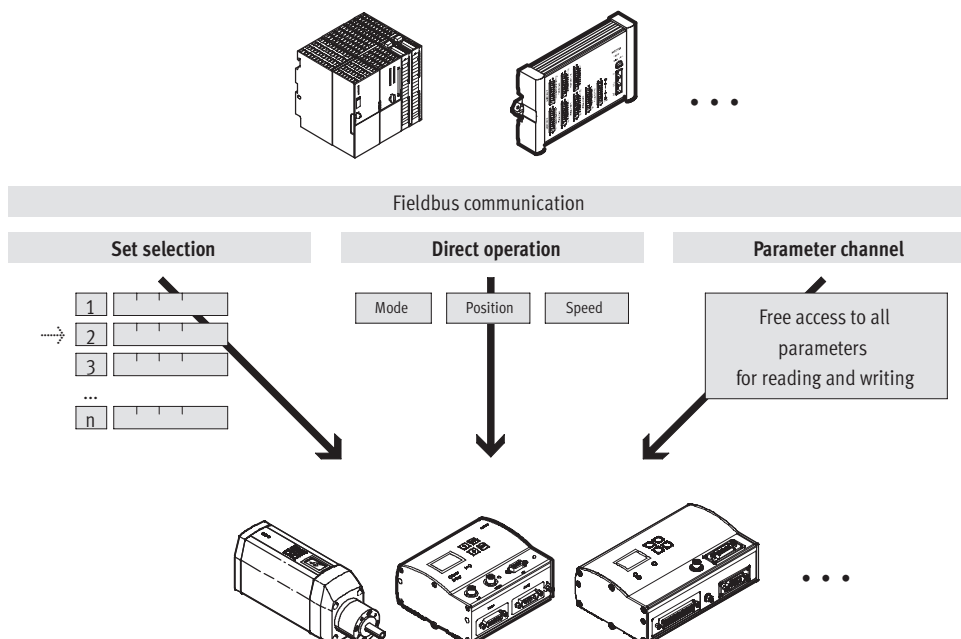 Fieldbus communication
Set selection
Direct operation
Parameter channel
1
2
3
...
n
Mode
Position
Speed
Free access to all
parameters
for reading and writing